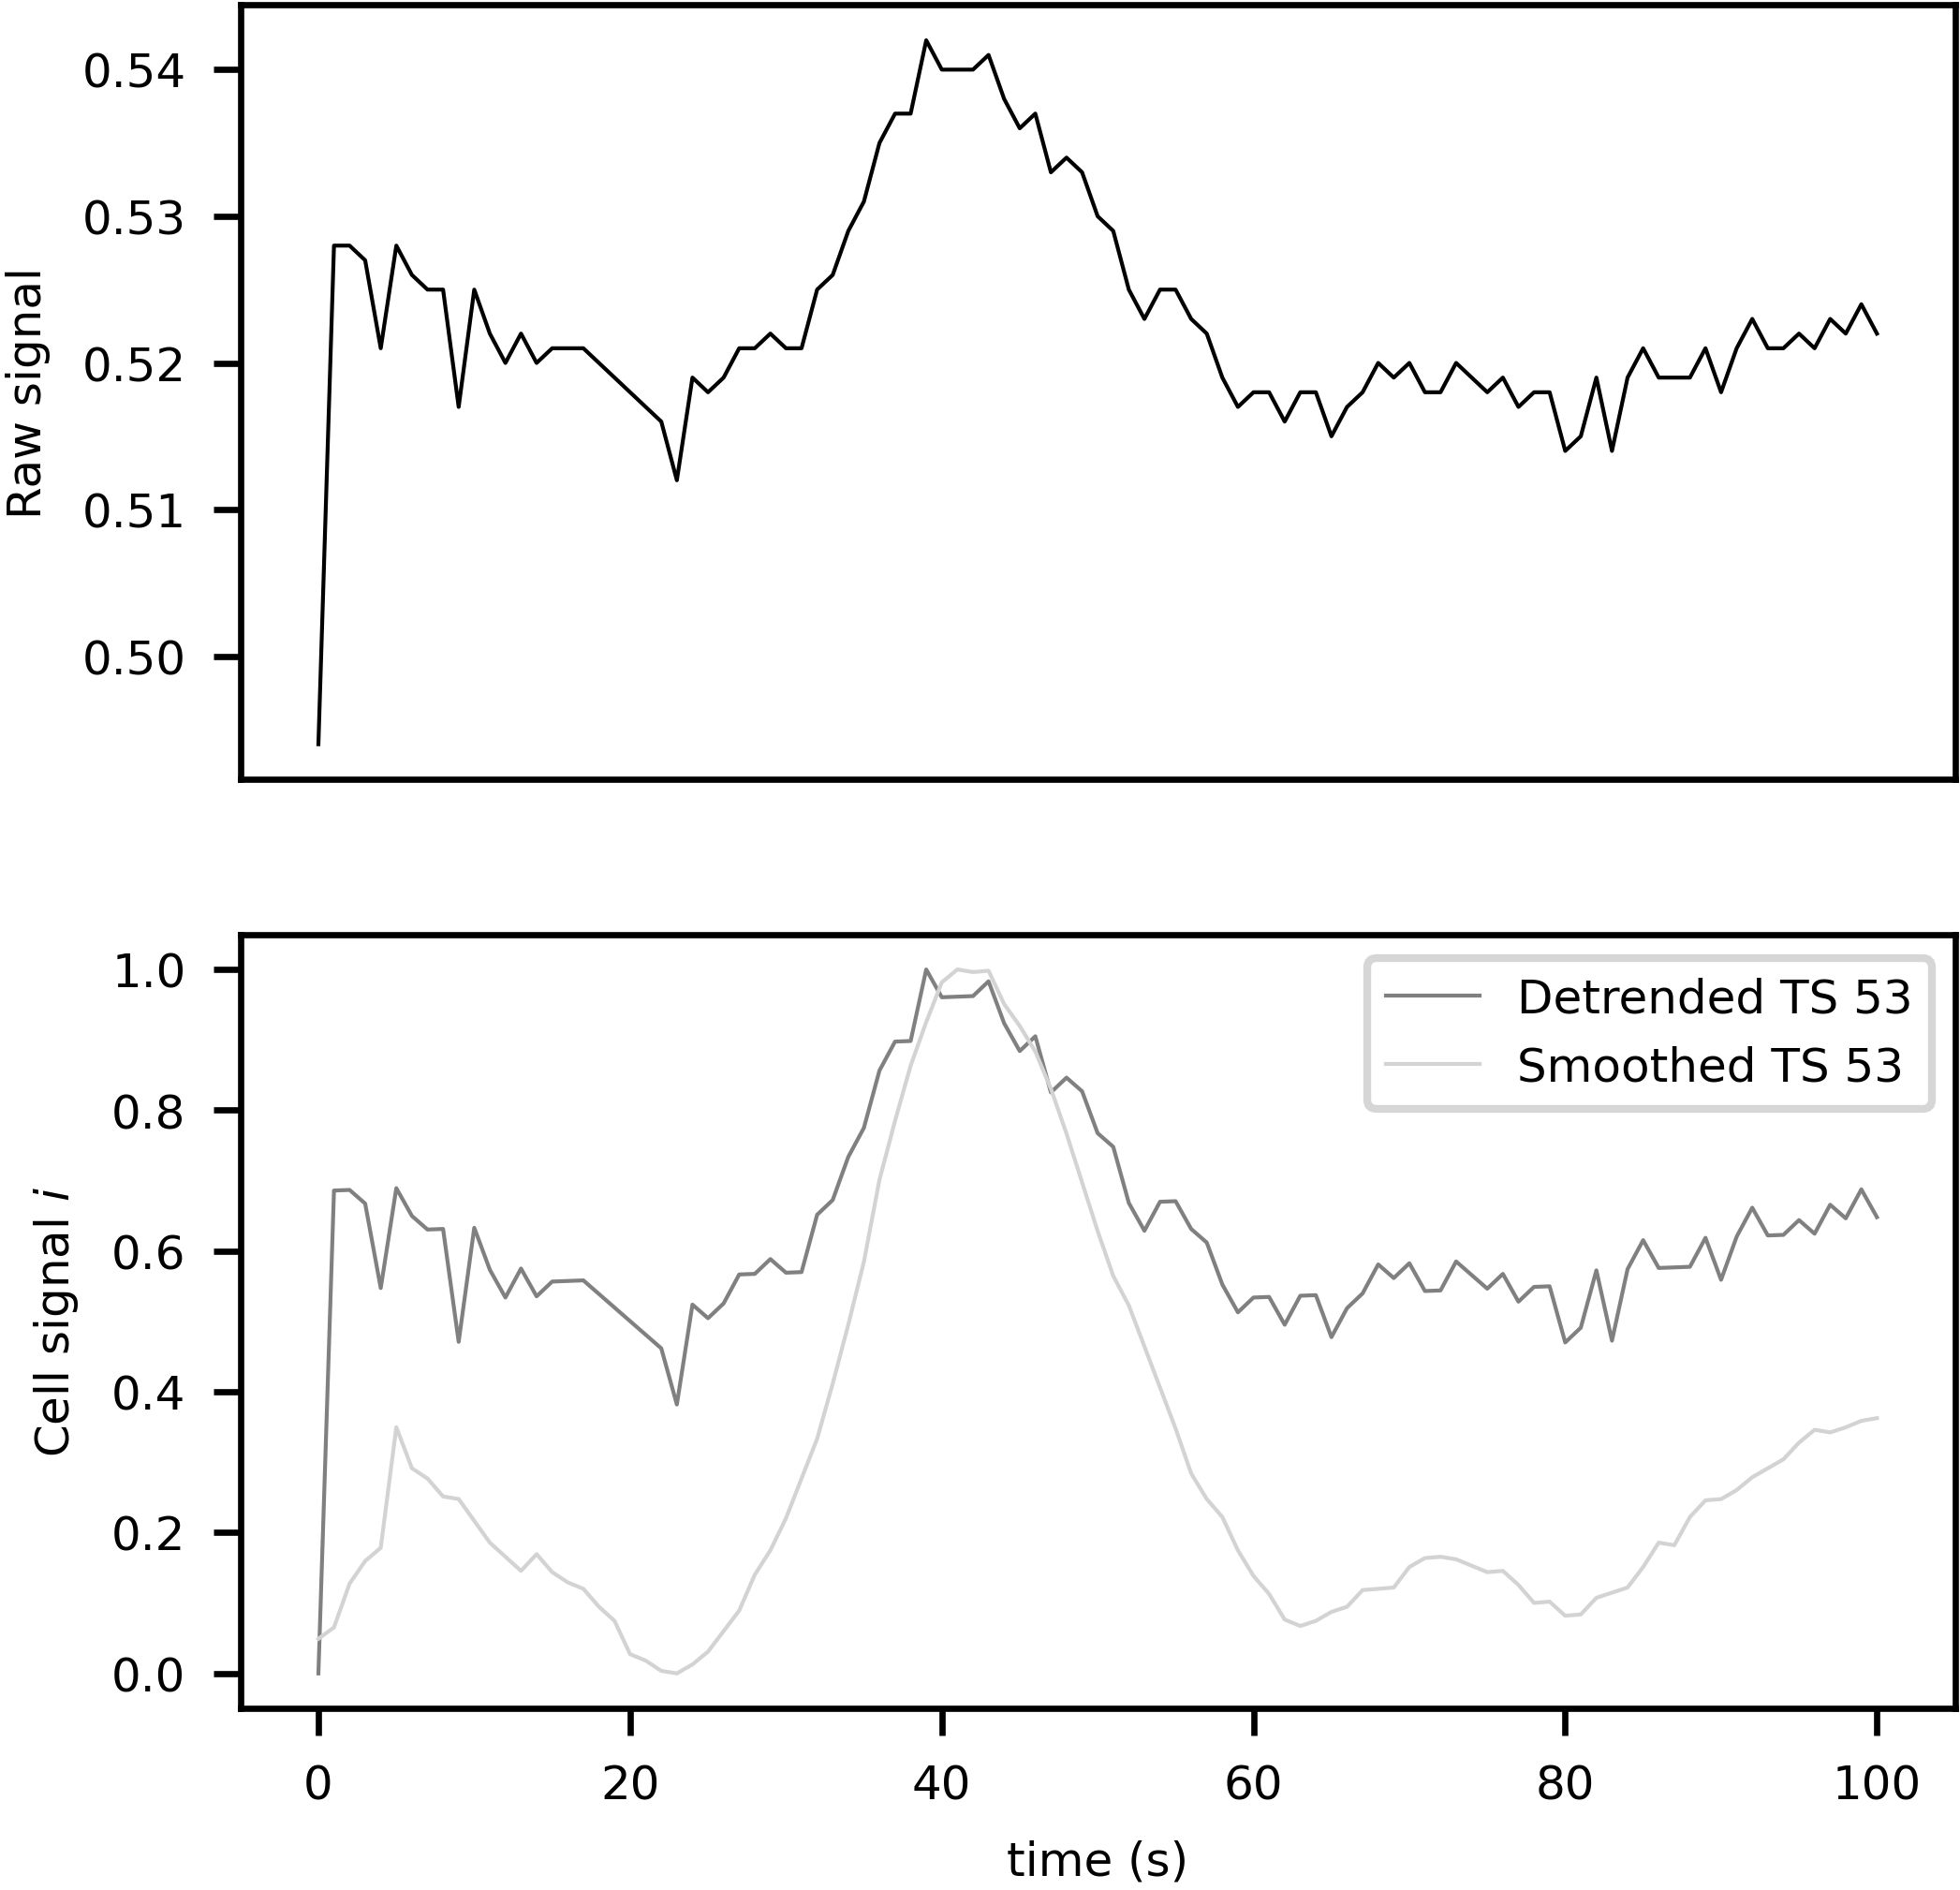 Raw signal
0.54
0.53
0.52
0.51
0.50
Cell signal i
1.0
0.8
0.6
0.4
0.2
0.0
Detrended TS 53
Smoothed TS 53
0 20 40 60 80 100
time (s)